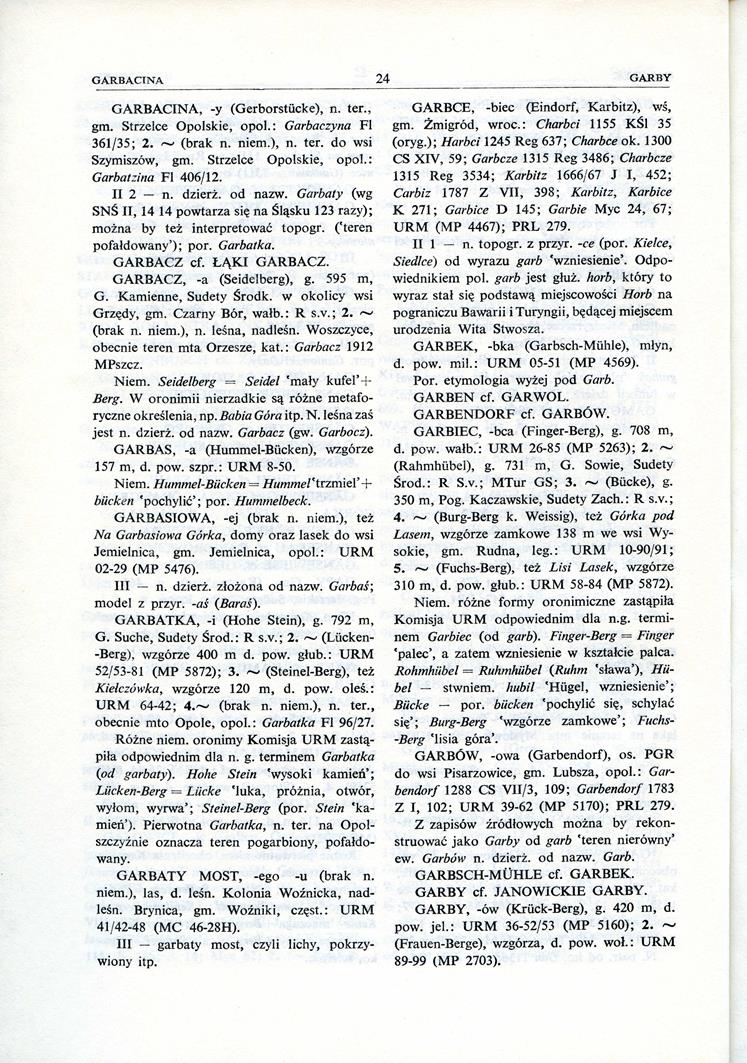 GARBACINA 24 GARBY
GARBACINA, -y (Gerborstücke), n. ter.,
gm. Strzelce Opolskie, opol.: Garbaczyna Fl
361/35; 2. ~ (brak n. niem.), n. ter. do wsi
Szymiszów, gm. Strzelce Opolskie, opol.:
Garbatzina Fl 406/12.
II 2 — n. dzierż. od nazw. Garbaty (wg
SNŚ II, 14 14 powtarza się na Śląsku 123 razy);
można by też interpretować topogr. (‘teren
pofałdowany’); por. Garbatka.
GARBACZ cf. ŁĄKI GARBACZ.
GARBACZ, -a (Seidelberg), g. 595 m,
G. Kamienne, Sudety Środk. w okolicy wsi
Grzędy, gm. Czarny Bór, wałb.: R s.v.; 2. ~
(brak n. niem.), n. leśna, nadleśn. Woszczyce,
obecnie teren mta Orzesze, kat.: Garbacz 1912
MPszcz.
Niem. Seidelberg = Seidel ‘mały kufel’+
Berg. W oronimii nierzadkie są różne metafo-
ryczne określenia, np. Babia Góra itp. N. leśna zaś
jest n. dzierż. od nazw. Garbacz (gw. Garbocz).
GARBAS, -a (Hummel-Bücken), wzgórze
157 m, d. pow. szpr.: URM 8-50.
Niem. Hummel-Bücken = Hummel ‘trzmiel’+
bücken ‘pochylić’; por. Hummelbeck.
GARBASIOWA, -ej (brak n. niem.), też
Na Garbasiowa Górka, domy oraz lasek do wsi
Jemielnica, gm. Jemielnica, opol.: URM
02-29 (MP 5476).
III — n. dzierż. złożona od nazw. Garbaś;
model z przyr. -aś (Baraś).
GARBATKA, -i (Hohe Stein), g. 792 m,
G. Suche, Sudety Środ.: R s.v.; 2. ~ (Lücken-
-Berg), wzgórze 400 m d. pow. głub.: URM
52/53-81 (MP 5872); 3. ~ (Steinel-Berg), też
Kiełczówka, wzgórze 120 m, d. pow. oleś.:
URM 64-42; 4.~ (brak n. niem.), n. ter.,
obecnie mto Opole, opol.: Garbatka Fl 96/27.
Różne niem. oronimy Komisja URM zastą-
piła odpowiednim dla n. g. terminem Garbatka
(od garbaty). Hohe Stein ‘wysoki kamień’;
Lücken-Berg = Lücke ‘luka, próżnia, otwór,
wyłom, wyrwa’; Steinel-Berg (por. Stein ‘ka-
mień’). Pierwotna Garbatka, n. ter. na Opol-
szczyźnie oznacza teren pogarbiony, pofałdo-
wany.
GARBATY MOST, -ego -u (brak n.
niem.), las, d. leśn. Kolonia Woźnicka, nad-
leśn. Brynica, gm. Woźniki, częst.: URM
41/42-48 (MC 46-28H).
III — garbaty most, czyli lichy, pokrzy-
wiony itp.
GARBCE, -biec (Eindorf, Karbitz), wś,
gm. Żmigród, wroc.: Charbci 1155 KŚl 35
(oryg.); Harbci 1245 Reg 637; Charbce ok. 1300
CS XIV, 59; Garbcze 1315 Reg 3486; Charbcze
1315 Reg 3534; Karbitz 1666/67 J I, 452;
Carbiz 1787 Z VII, 398; Karbitz, Karbice
K 271; Garbice D 145; Garbie Myc 24, 67;
URM (MP 4467); PRL 279.
II 1 — n. topogr. z przyr. -ce (por. Kielce,
Siedlce) od wyrazu garb ‘wzniesienie’. Odpo-
wiednikiem pol. garb jest głuż. horb, który to
wyraz stał się podstawą miejscowości Horb na
pograniczu Bawarii i Turyngii, będącej miejscem
urodzenia Wita Stwosza.
GARBEK, -bka (Garbsch-Mühle), młyn,
d. pow. mil.: URM 05-51 (MP 4569).
Por. etymologia wyżej pod Garb.
GARBEN cf. GARWOL.
GARBENDORF cf. GARBÓW.
GARBIEC, -bca (Finger-Berg), g. 708 m,
d. pow. wałb.: URM 26-85 (MP 5263); 2. ~
(Rahmhübel), g. 731 m, G. Sowie, Sudety
Środ.: R S.v.; MTur GS; 3. ~ (Bücke), g.
350 m, Pog. Kaczawskie, Sudety Zach.: R s.v.;
4. ~ (Burg-Berg k. Weissig), też Górka pod
Lasem, wzgórze zamkowe 138 m we wsi Wy-
sokie, gm. Rudna, leg.: URM 10-90/91;
5. ~ (Fuchs-Berg), też Lisi Lasek, wzgórze
310 m, d. pow. głub.: URM 58-84 (MP 5872).
Niem. różne formy oronimiczne zastąpiła
Komisja URM odpowiednim dla n.g. termi-
nem Garbiec (od garb). Finger-Berg = Finger
‘palec’, a zatem wzniesienie w kształcie palca.
Rohmhübel = Ruhmhübel (Ruhm ‘sława’), Hü-
bel — stwniem. hubil ‘Hügel, wzniesienie’;
Bücke — por. bücken ‘pochylić się, schylać
się’; Burg-Berg ‘wzgórze zamkowe’; Fuchs-
-Berg ‘lisia góra’.
GARBÓW, -owa (Garbendorf), os. PGR
do wsi Pisarzowice, gm. Lubsza, opol.: Gar-
bendorf 1288 CS VII/3, 109; Garbendorf 1783
Z I, 102; URM 39-62 (MP 5170); PRL 279.
Z zapisów źródłowych można by rekon-
struować jako Garby od garb ‘teren nierówny’
ew. Garbów n. dzierż. od nazw. Garb.
GARBSCH-MÜHLE cf. GARBEK.
GARBY cf. JANOWICKIE GARBY.
GARBY, -ów (Krück-Berg), g. 420 m, d.
pow. jel.: URM 36-52/53 (MP 5160); 2. ~
(Frauen-Berge), wzgórza, d. pow. woł.: URM
89-99 (MP 2703).